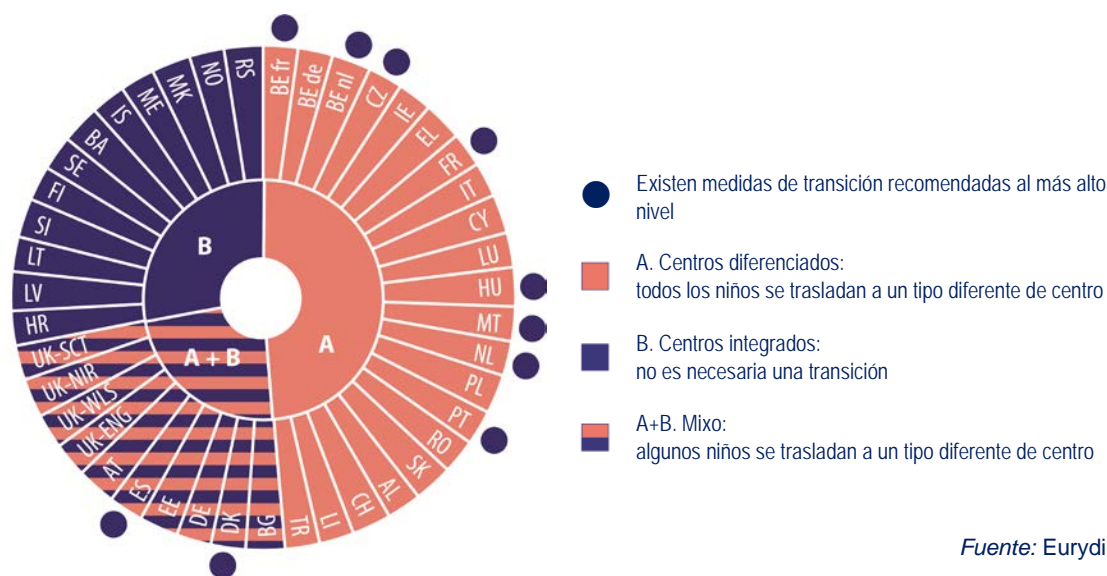 BE fr
BE de
BE nl
CZ
IE
EL
FR
IT
CY
LU
HU
MT
NL
PL
PT
RO
SK
AL
CH
LI
TR
BG
DK
DE
EE
ES
AT
UK-ENG
UK-WLS
UK-NIR
UK-SCT
HR
LV
LT
SI
FI
SE
BA
IS
ME
MK
NO
RS
B
A
A + B
Existen medidas de transición recomendadas al más alto
nivel
A. Centros diferenciados:
todos los niños se trasladan a un tipo diferente de centro
B. Centros integrados:
no es necesaria una transición
A+B. Mixo:
algunos niños se trasladan a un tipo diferente de centro
Fuente: Eurydi